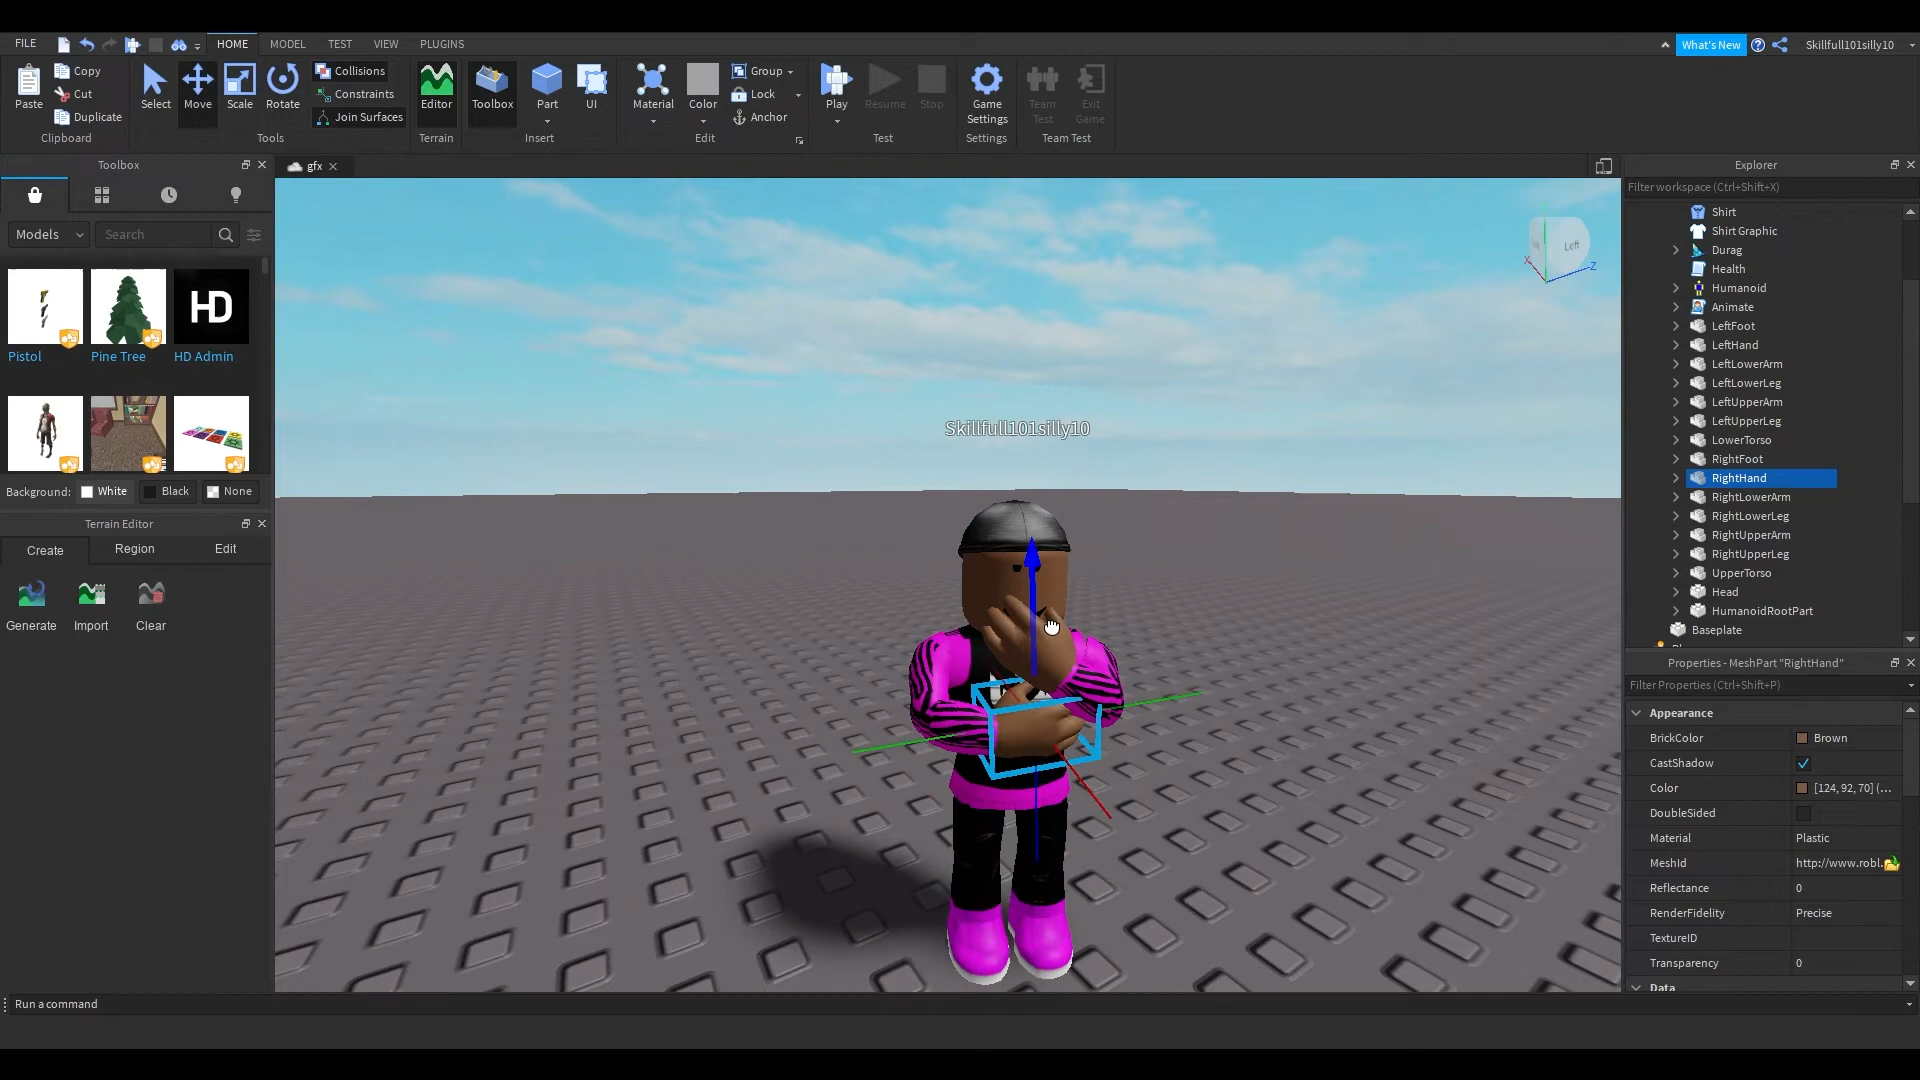 FILE HOME MODEL TEST VIEW PLUGINS What's New Skillfull101silly10
Paste Copy Cut Duplicate Clipboard
Select Move Scale Rotate Collisions Constraints Join Surfaces Tools
Editor Terrain
Toolbox Part UI Insert
Material Color Group Lock Anchor Edit
Play Resume Stop Test
Game Settings Settings
Team Test Exit Game Team Test
Toolbox
Models Search
Pistol Pine Tree HD Admin
HD
Background: White Black None
Terrain Editor
Create Region Edit
Generate Import Clear
gfx
Left
X
Z
Skillfull101silly10
Explorer
Filter workspace (Ctrl+Shift+X)
Shirt
Shirt Graphic
Durag
Health
Humanoid
Animate
LeftFoot
LeftHand
LeftLowerArm
LeftLowerLeg
LeftUpperArm
LeftUpperLeg
LowerTorso
RightFoot
RightHand
RightLowerArm
RightLowerLeg
RightUpperArm
RightUpperLeg
UpperTorso
Head
HumanoidRootPart
Baseplate
Properties - MeshPart "RightHand"
Filter Properties (Ctrl+Shift+P)
Appearance
BrickColor Brown
CastShadow
Color [124, 92, 70] (...
DoubleSided
Material Plastic
MeshId http://www.robl.
Reflectance 0
RenderFidelity Precise
TextureID
Transparency 0
Data
Run a command